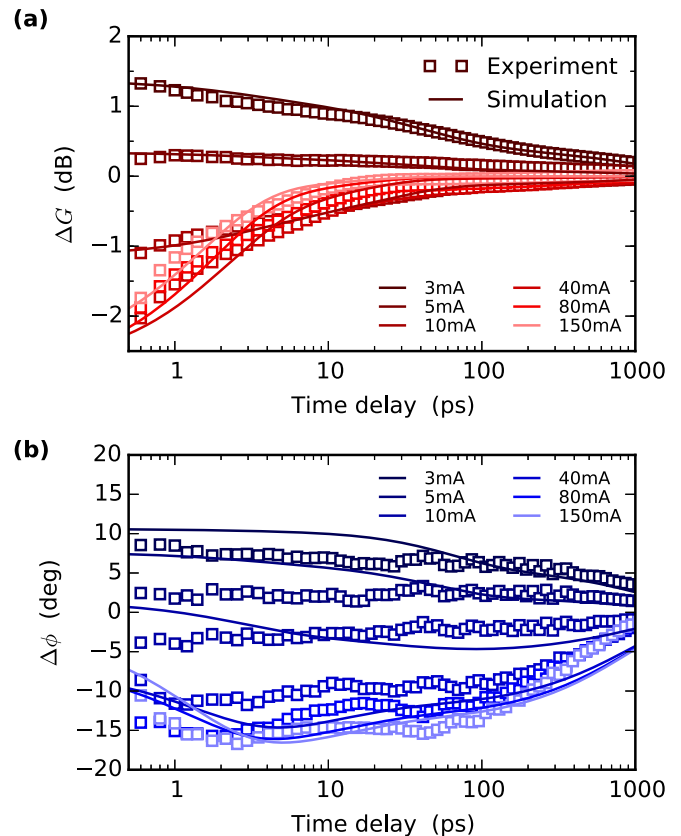 (a)
2
1
0
−1
−2
ΔG (dB)
Experiment
Simulation
3mA 40mA
5mA 80mA
10mA 150mA
1 10 100 1000
Time delay (ps)
(b)
20
15
10
5
0
−5
−10
−15
−20
Δϕ (deg)
3mA 40mA
5mA 80mA
10mA 150mA
1 10 100 1000
Time delay (ps)